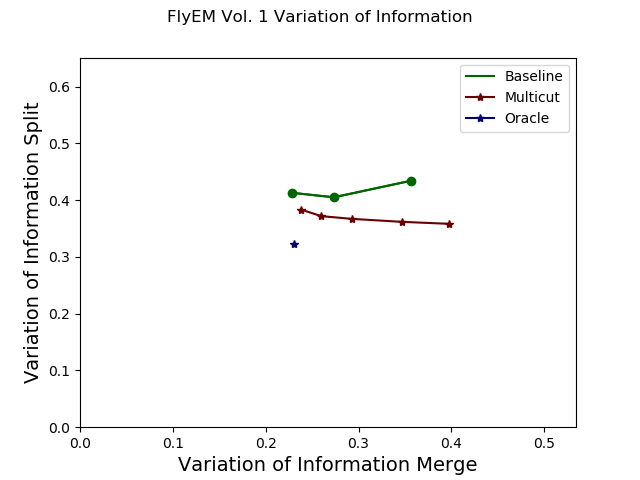 FlyEM Vol. 1 Variation of Information
Variation of Information Split
0.6
0.5
0.4
0.3
0.2
0.1
0.0
Baseline
Multicut
Oracle
0.0 0.1 0.2 0.3 0.4 0.5
Variation of Information Merge